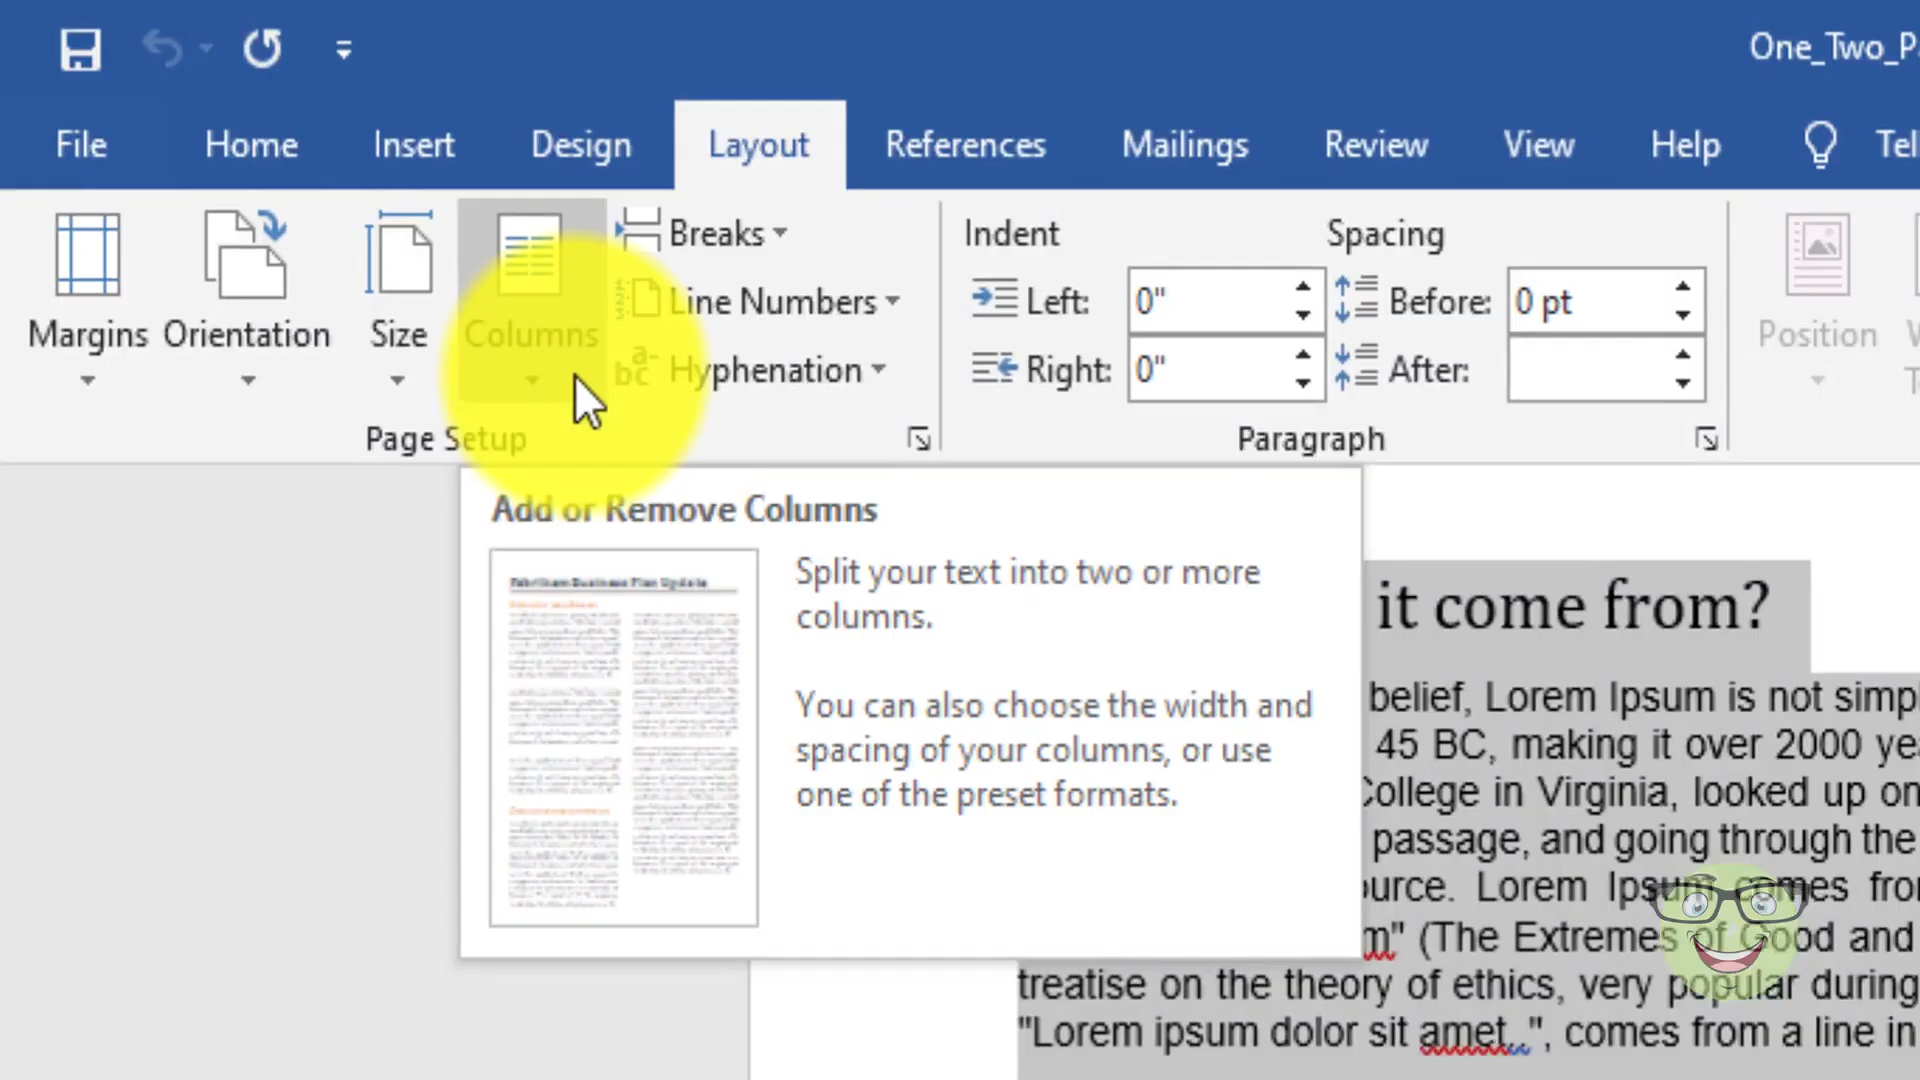 One_Two_P
File Home Insert Design Layout References Mailings Review View Help Tel
Margins Orientation Size Columns
Breaks
Line Numbers
Hyphenation
Page Setup
Indent
Left: 0"
Right: 0"
Spacing
Before: 0 pt
After:
Paragraph
Position
Add or Remove Columns
Fabrikam Business Plan Update
Split your text into two or more
columns.
You can also choose the width and
spacing of your columns, or use
one of the preset formats.
it come from?
belief, Lorem Ipsum is not simp
45 BC, making it over 2000 yea
College in Virginia, looked up on
passage, and going through the
ource. Lorem Ipsum comes fro
m" (The Extremes of Good and
treatise on the theory of ethics, very popular during
"Lorem ipsum dolor sit amet..", comes from a line in